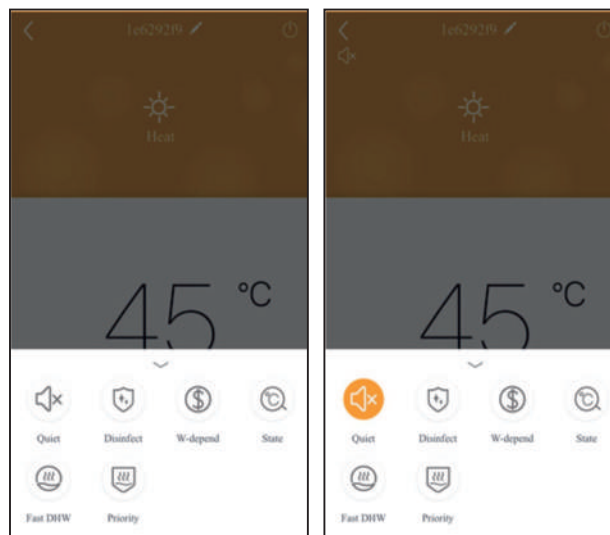 1e6292f9
Heat
45 °C
Quiet
Disinfect
W-depend
State
Fast DHW
Priority
1e6292f9
Heat
45 °C
Quiet
Disinfect
W-depend
State
Fast DHW
Priority